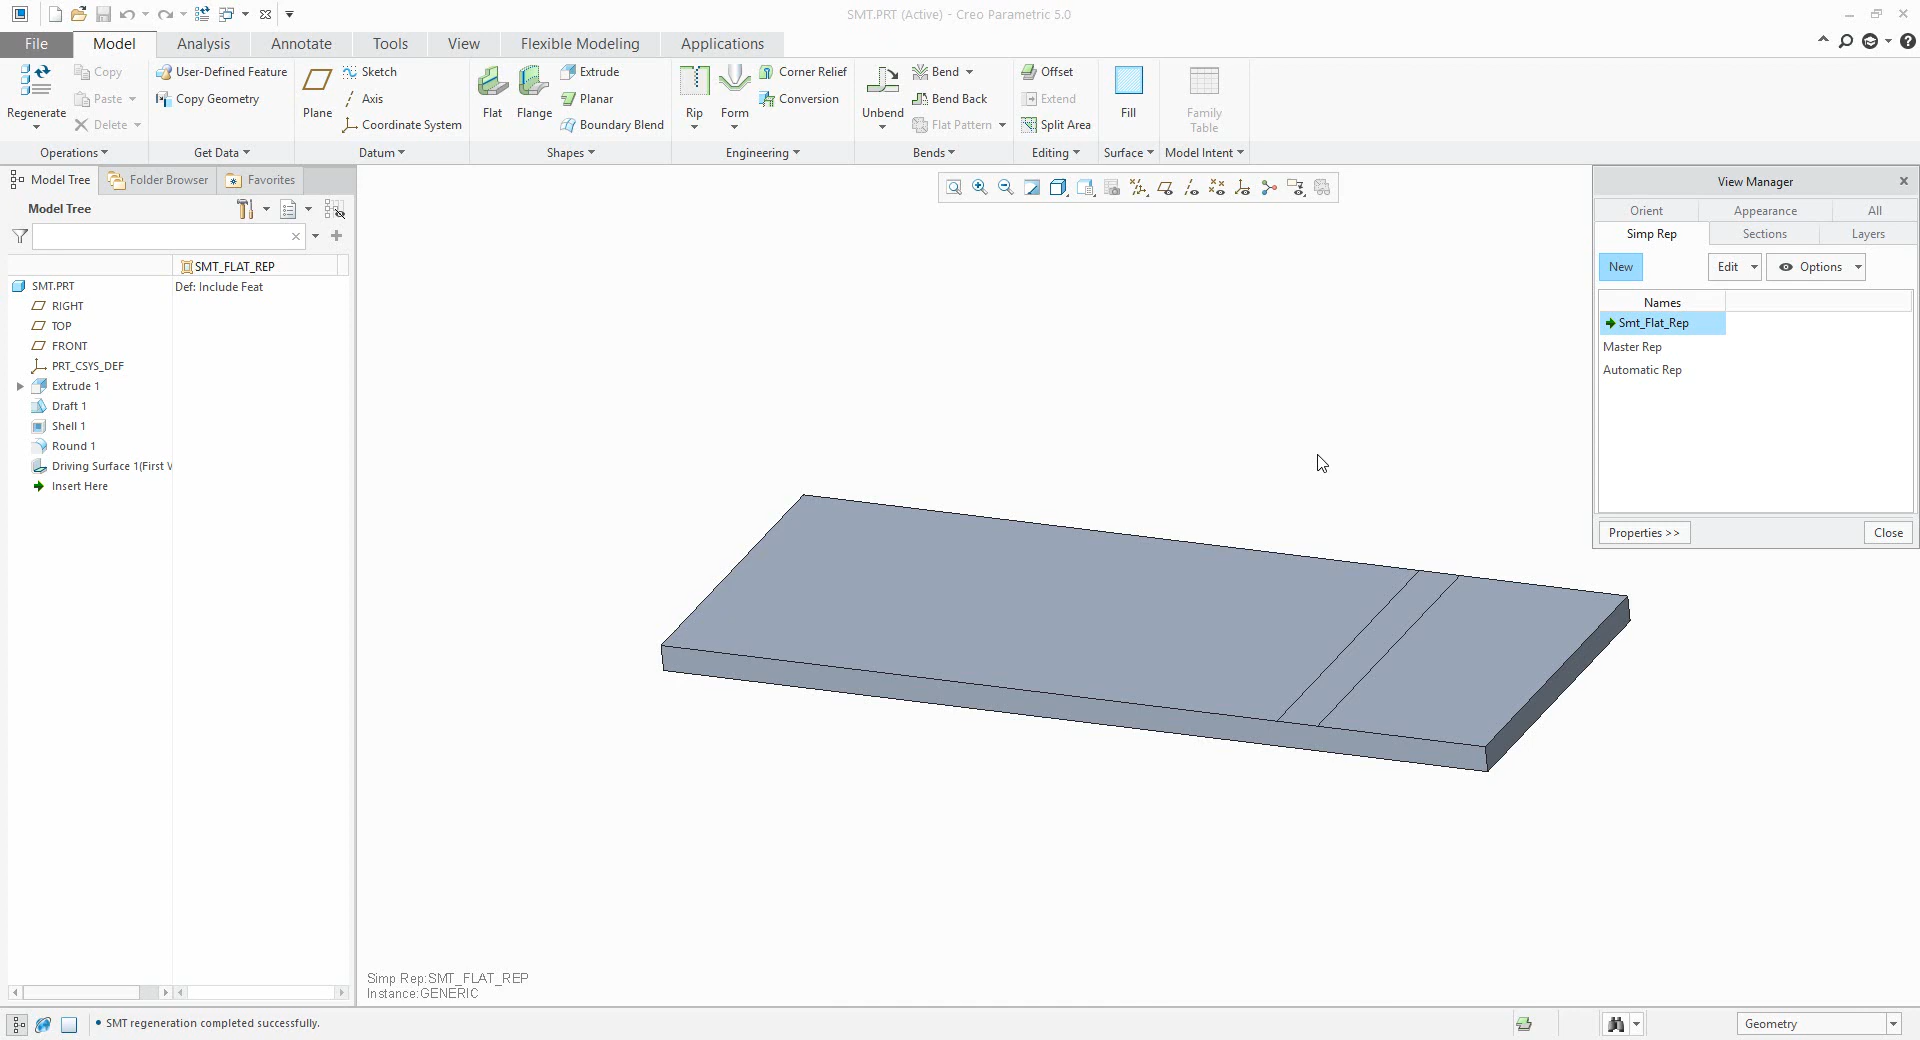 SMT.PRT (Active) - Creo Parametric 5.0
File Model Analysis Annotate Tools View Flexible Modeling Applications
Regenerate
Copy
Paste
Delete
Operations
User-Defined Feature
Copy Geometry
Get Data
Plane
Sketch
Axis
Coordinate System
Datum
Flat
Flange
Extrude
Planar
Boundary Blend
Shapes
Rip
Form
Corner Relief
Conversion
Engineering
Unbend
Bend
Bend Back
Flat Pattern
Bends
Offset
Extend
Split Area
Editing
Fill
Surface
Family
Table
Model Intent
Model Tree Folder Browser Favorites
Model Tree
SMT_FLAT_REP
SMT.PRT Def: Include Feat
RIGHT
TOP
FRONT
PRT_CSYS_DEF
Extrude 1
Draft 1
Shell 1
Round 1
Driving Surface 1(First
Insert Here
View Manager
Orient Appearance All
Simp Rep Sections Layers
New Edit Options
Names
Smt_Flat_Rep
Master Rep
Automatic Rep
Properties >> Close
Simp Rep:SMT_FLAT_REP
Instance:GENERIC
• SMT regeneration completed successfully.
Geometry